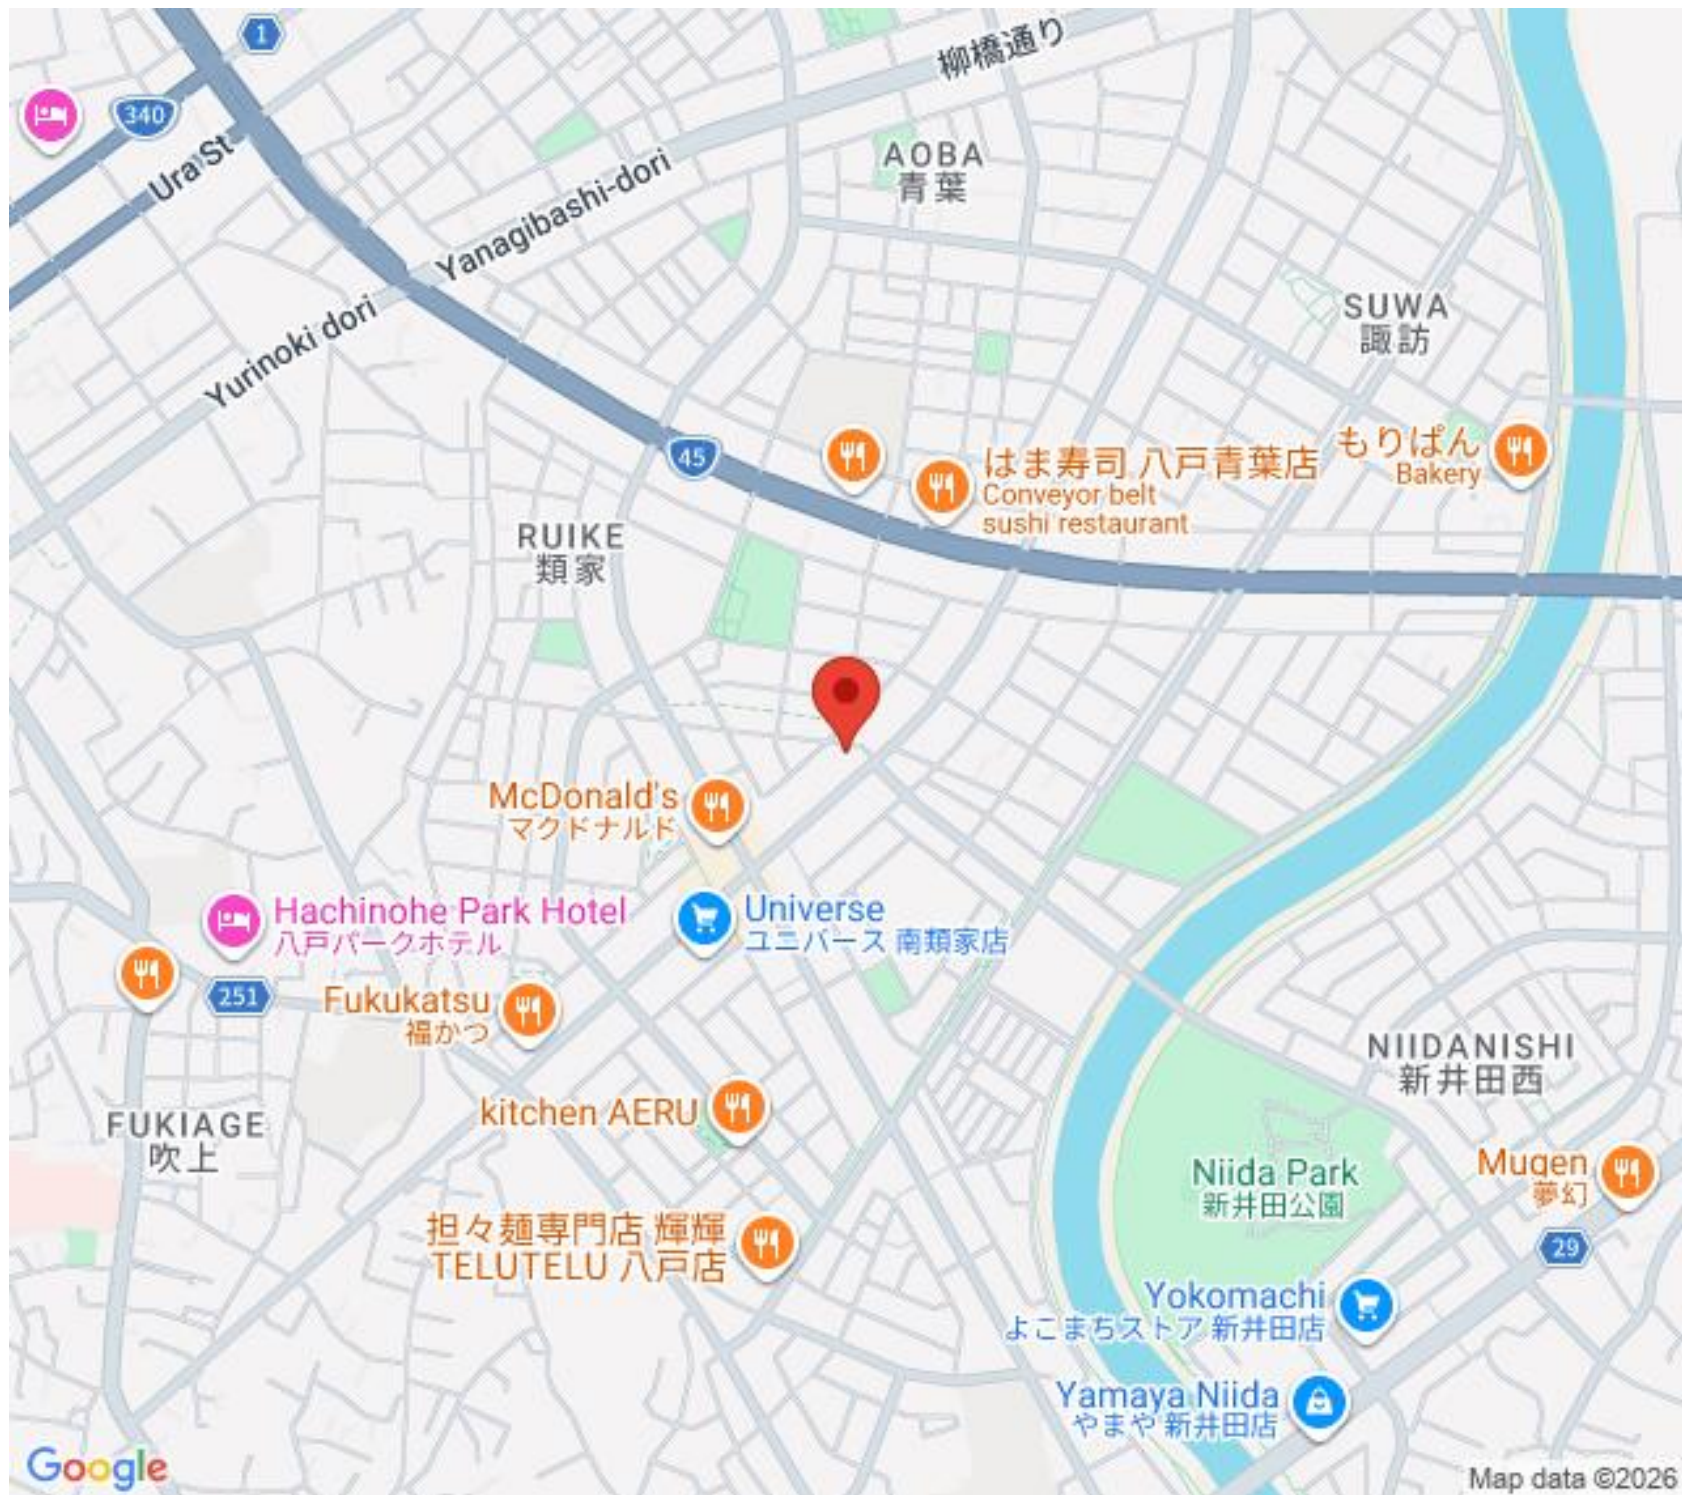 1
柳橋通り
340
Ura St
AOBA
青葉
Yanagibashi-dori
SUWA
諏訪
Yurinoki dori
もりぱん
Bakery
45
はま寿司 八戸青葉店
Conveyor belt
sushi restaurant
RUIKE
類家
McDonald's
マクドナルド
Hachinohe Park Hotel
八戸パークホテル
Universe
ユニバース 南類家店
251
Fukukatsu
福かつ
NIIDANISHI
新井田西
kitchen AERU
FUKIAGE
吹上
Niida Park
新井田公園
Mugen
夢幻
担々麺専門店 輝輝
TELUTELU 八戸店
29
Yokomachi
よこまちストア 新井田店
Yamaya Niida
やまや 新井田店
Google
Map data ©2026